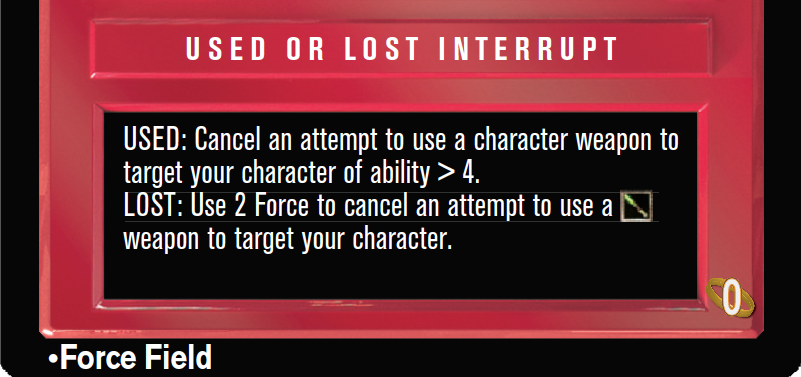 USED OR LOST INTERRUPT
USED: Cancel an attempt to use a character weapon to
target your character of ability > 4.
LOST: Use 2 Force to cancel an attempt to use a
weapon to target your character.
0
•Force Field